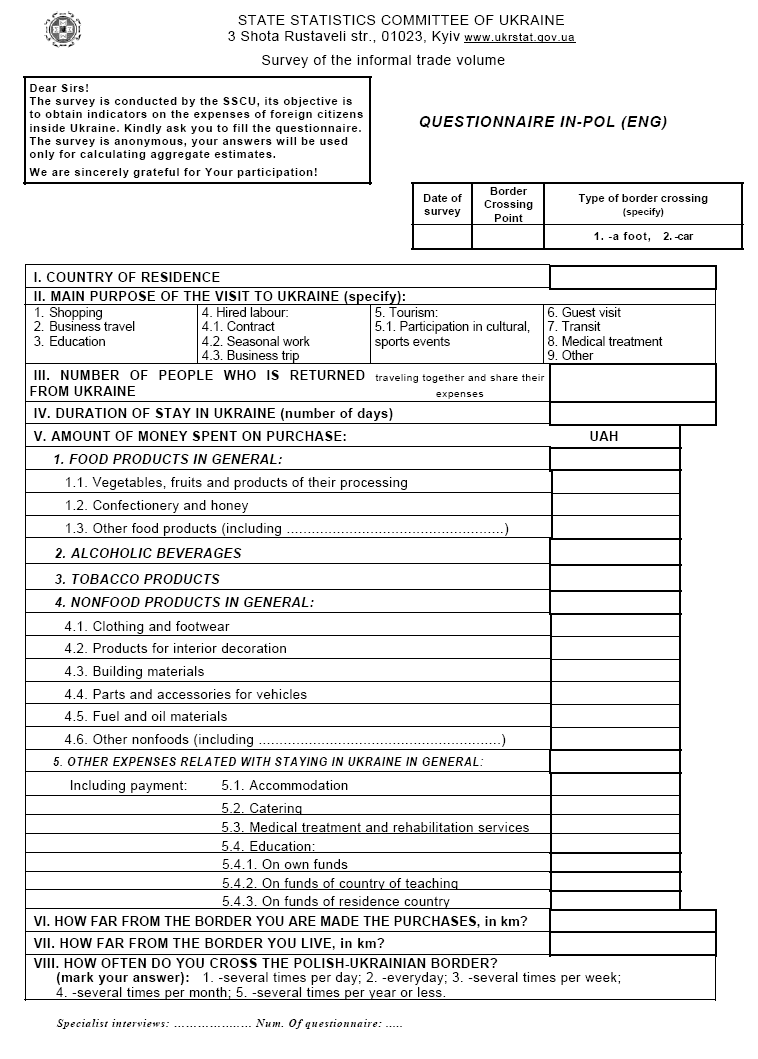 STATE STATISTICS COMMITTEE OF UKRAINE
3 Shota Rustaveli str., 01023, Kyiv www.ukrstat.gov.ua
Survey of the informal trade volume
Dear Sirs!
The survey is conducted by the SSCU, its objective is
to obtain indicators on the expenses of foreign citizens
inside Ukraine. Kindly ask you to fill the questionnaire.
The survey is anonymous, your answers will be used
only for calculating aggregate estimates.
We are sincerely grateful for Your participation!
QUESTIONNAIRE IN-POL (ENG)
Date of survey
Border Crossing Point
Type of border crossing
(specify)
1. -a foot, 2. -car
I. COUNTRY OF RESIDENCE
II. MAIN PURPOSE OF THE VISIT TO UKRAINE (specify):
1. Shopping
2. Business travel
3. Education
4. Hired labour:
4.1. Contract
4.2. Seasonal work
4.3. Business trip
5. Tourism:
5.1. Participation in cultural,
sports events
6. Guest visit
7. Transit
8. Medical treatment
9. Other
III. NUMBER OF PEOPLE WHO IS RETURNED traveling together and share their
FROM UKRAINE expenses
IV. DURATION OF STAY IN UKRAINE (number of days)
V. AMOUNT OF MONEY SPENT ON PURCHASE: UAH
1. FOOD PRODUCTS IN GENERAL:
1.1. Vegetables, fruits and products of their processing
1.2. Confectionery and honey
1.3. Other food products (including ....................................................)
2. ALCOHOLIC BEVERAGES
3. TOBACCO PRODUCTS
4. NONFOOD PRODUCTS IN GENERAL:
4.1. Clothing and footwear
4.2. Products for interior decoration
4.3. Building materials
4.4. Parts and accessories for vehicles
4.5. Fuel and oil materials
4.6. Other nonfoods (including ..........................................................)
5. OTHER EXPENSES RELATED WITH STAYING IN UKRAINE IN GENERAL:
Including payment: 5.1. Accommodation
5.2. Catering
5.3. Medical treatment and rehabilitation services
5.4. Education:
5.4.1. On own funds
5.4.2. On funds of country of teaching
5.4.3. On funds of residence country
VI. HOW FAR FROM THE BORDER YOU ARE MADE THE PURCHASES, in km?
VII. HOW FAR FROM THE BORDER YOU LIVE, in km?
VIII. HOW OFTEN DO YOU CROSS THE POLISH-UKRAINIAN BORDER?
(mark your answer): 1. -several times per day; 2. -everyday; 3. -several times per week;
4. -several times per month; 5. -several times per year or less.
Specialist interviews: ……………….. Num. Of questionnaire: …..